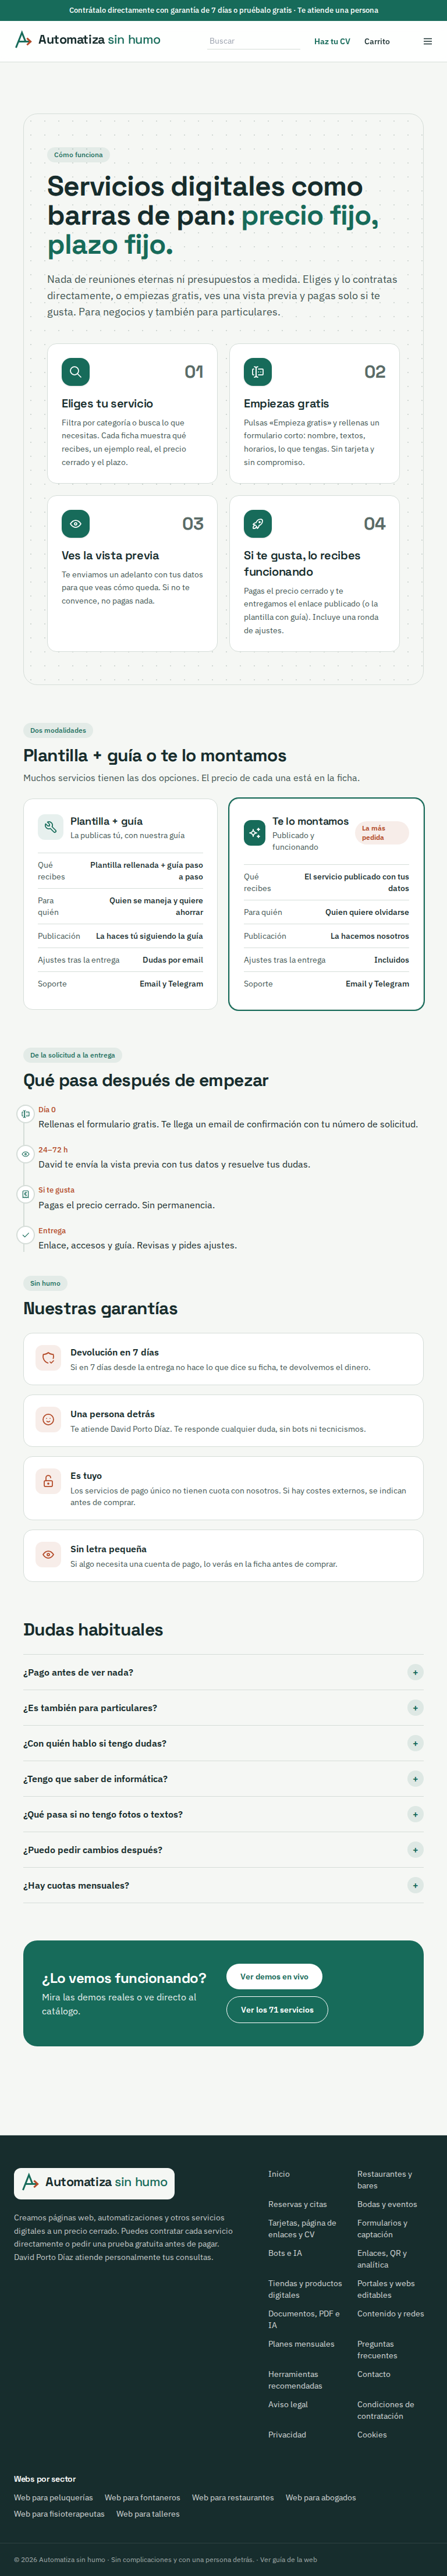 Contrátalo directamente con garantía de 7 días o pruébalo gratis · Te atiende una persona
Automatiza sin humo
Buscar
Haz tu CV
Carrito
Cómo funciona
Servicios digitales como
barras de pan: precio fijo,
plazo fijo.
Nada de reuniones eternas ni presupuestos a medida. Eliges y lo contratas
directamente, o empiezas gratis, ves una vista previa y pagas solo si te
gusta. Para negocios y también para particulares.
01
Eliges tu servicio
Filtra por categoría o busca lo que
necesitas. Cada ficha muestra qué
recibes, un ejemplo real, el precio
cerrado y el plazo.
02
Empiezas gratis
Pulsas «Empieza gratis» y rellenas un
formulario corto: nombre, textos,
horarios, lo que tengas. Sin tarjeta y
sin compromiso.
03
Ves la vista previa
Te enviamos un adelanto con tus datos
para que veas cómo queda. Si no te
convence, no pagas nada.
04
Si te gusta, lo recibes
funcionando
Pagas el precio cerrado y te
entregamos el enlace publicado (o la
plantilla con guía). Incluye una ronda
de ajustes.
Dos modalidades
Plantilla + guía o te lo montamos
Muchos servicios tienen las dos opciones. El precio de cada una está en la ficha.
Plantilla + guía
La publicas tú, con nuestra guía
Qué recibes
Plantilla rellenada + guía paso a paso
Para quién
Quien se maneja y quiere ahorrar
Publicación
La haces tú siguiendo la guía
Ajustes tras la entrega
Dudas por email
Soporte
Email y Telegram
Te lo montamos
Publicado y funcionando
La más pedida
Qué recibes
El servicio publicado con tus datos
Para quién
Quien quiere olvidarse
Publicación
La hacemos nosotros
Ajustes tras la entrega
Incluidos
Soporte
Email y Telegram
De la solicitud a la entrega
Qué pasa después de empezar
Día 0
Rellenas el formulario gratis. Te llega un email de confirmación con tu número de solicitud.
24–72 h
David te envía la vista previa con tus datos y resuelve tus dudas.
Si te gusta
Pagas el precio cerrado. Sin permanencia.
Entrega
Enlace, accesos y guía. Revisas y pides ajustes.
Sin humo
Nuestras garantías
Devolución en 7 días
Si en 7 días desde la entrega no hace lo que dice su ficha, te devolvemos el dinero.
Una persona detrás
Te atiende David Porto Díaz. Te responde cualquier duda, sin bots ni tecnicismos.
Es tuyo
Los servicios de pago único no tienen cuota con nosotros. Si hay costes externos, se indican
antes de comprar.
Sin letra pequeña
Si algo necesita una cuenta de pago, lo verás en la ficha antes de comprar.
Dudas habituales
¿Pago antes de ver nada?
+
¿Es también para particulares?
+
¿Con quién hablo si tengo dudas?
+
¿Tengo que saber de informática?
+
¿Qué pasa si no tengo fotos o textos?
+
¿Puedo pedir cambios después?
+
¿Hay cuotas mensuales?
+
¿Lo vemos funcionando?
Mira las demos reales o ve directo al
catálogo.
Ver demos en vivo
Ver los 71 servicios
Automatiza sin humo
Creamos páginas web, automatizaciones y otros servicios
digitales a un precio cerrado. Puedes contratar cada servicio
directamente o pedir una prueba gratuita antes de pagar.
David Porto Díaz atiende personalmente tus consultas.
Inicio
Restaurantes y bares
Reservas y citas
Bodas y eventos
Tarjetas, página de enlaces y CV
Formularios y captación
Bots e IA
Enlaces, QR y analítica
Tiendas y productos digitales
Portales y webs editables
Documentos, PDF e IA
Contenido y redes
Planes mensuales
Preguntas frecuentes
Herramientas recomendadas
Contacto
Aviso legal
Condiciones de contratación
Privacidad
Cookies
Webs por sector
Web para peluquerías
Web para fontaneros
Web para restaurantes
Web para abogados
Web para fisioterapeutas
Web para talleres
© 2026 Automatiza sin humo · Sin complicaciones y con una persona detrás. · Ver guía de la web